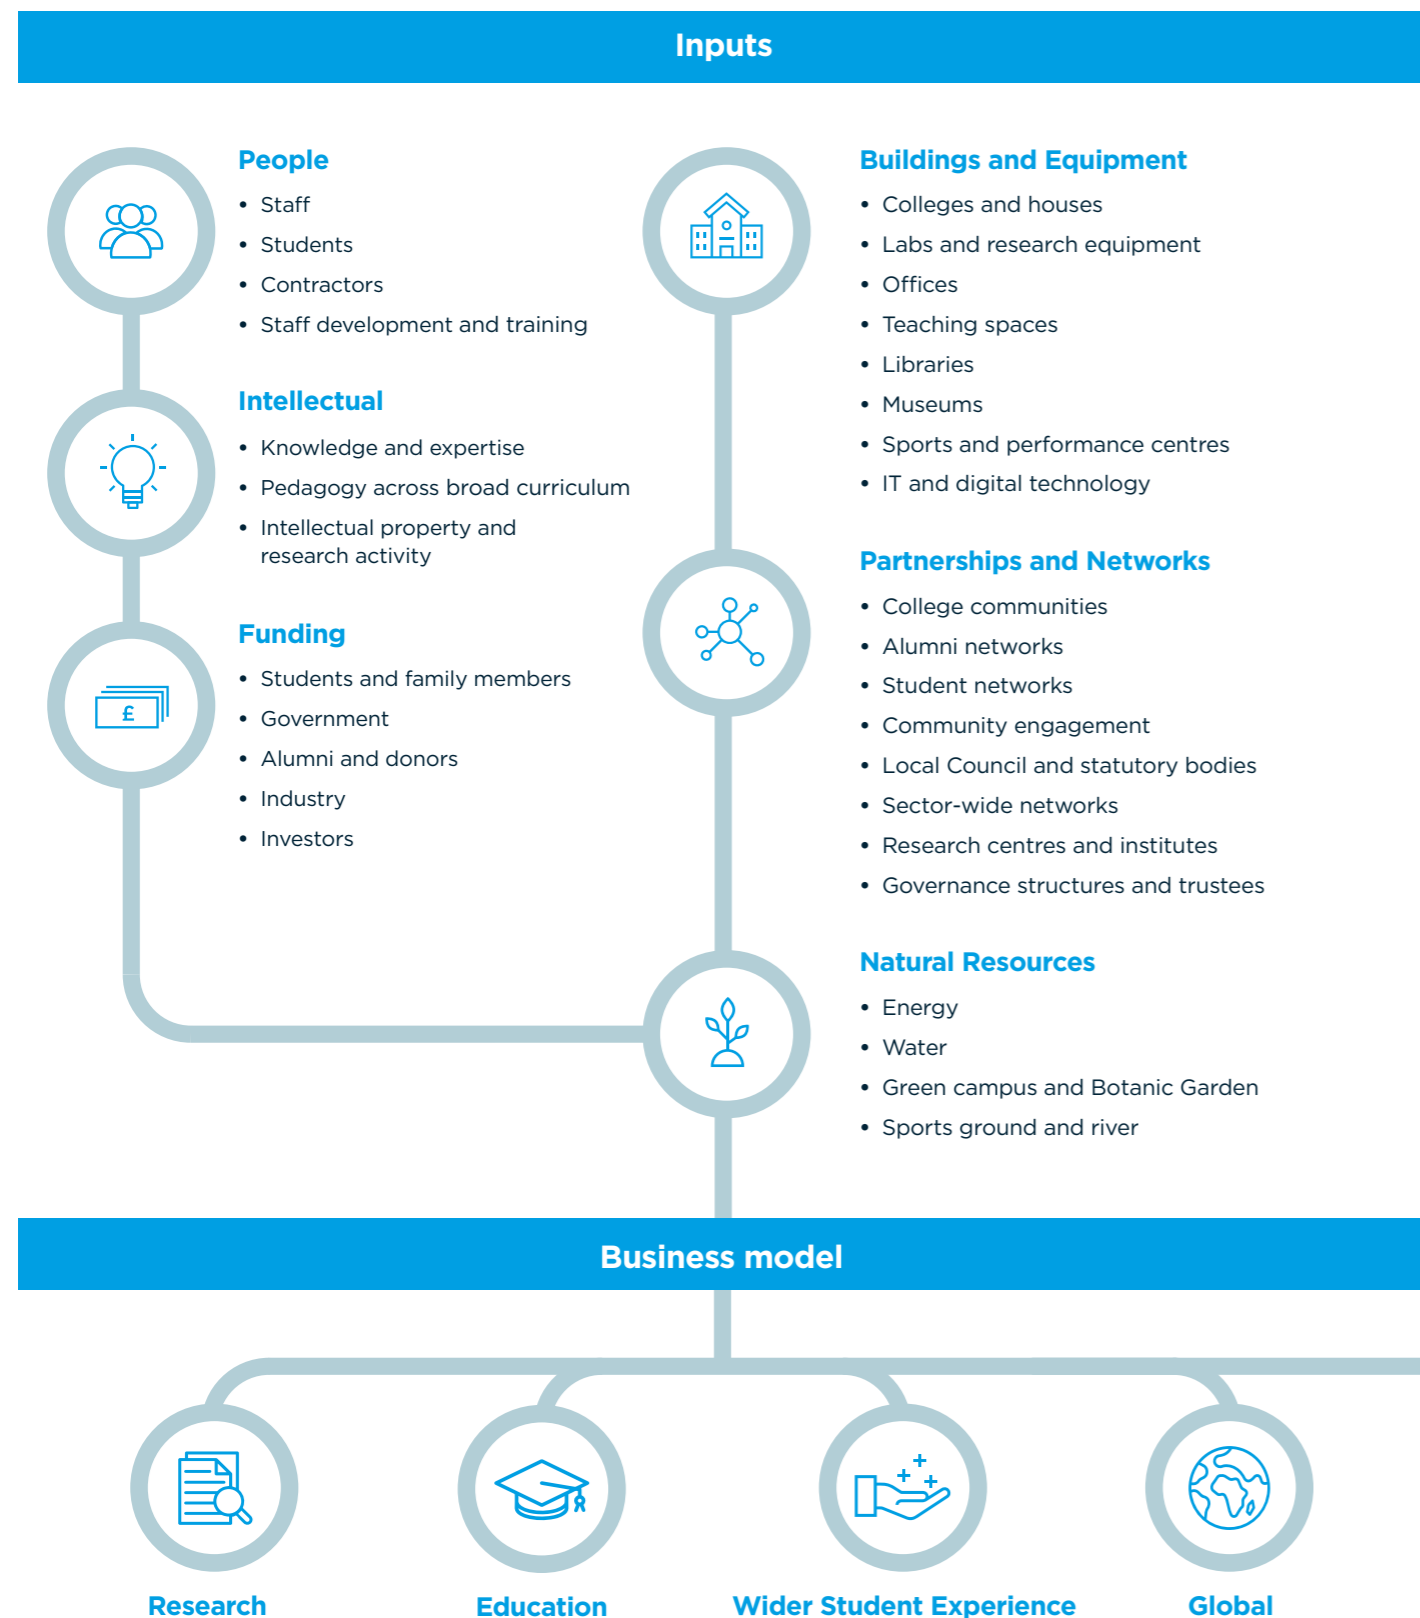 Inputs
People
• Staff
• Students
• Contractors
• Staff development and training
Intellectual
• Knowledge and expertise
• Pedagogy across broad curriculum
• Intellectual property and
research activity
Funding
£
• Students and family members
• Government
• Alumni and donors
• Industry
• Investors
Buildings and Equipment
• Colleges and houses
• Labs and research equipment
• Offices
• Teaching spaces
• Libraries
• Museums
• Sports and performance centres
• IT and digital technology
Partnerships and Networks
• College communities
• Alumni networks
• Student networks
• Community engagement
• Local Council and statutory bodies
• Sector-wide networks
• Research centres and institutes
• Governance structures and trustees
Natural Resources
• Energy
• Water
• Green campus and Botanic Garden
• Sports ground and river
Business model
Research
Education
Wider Student Experience
Global